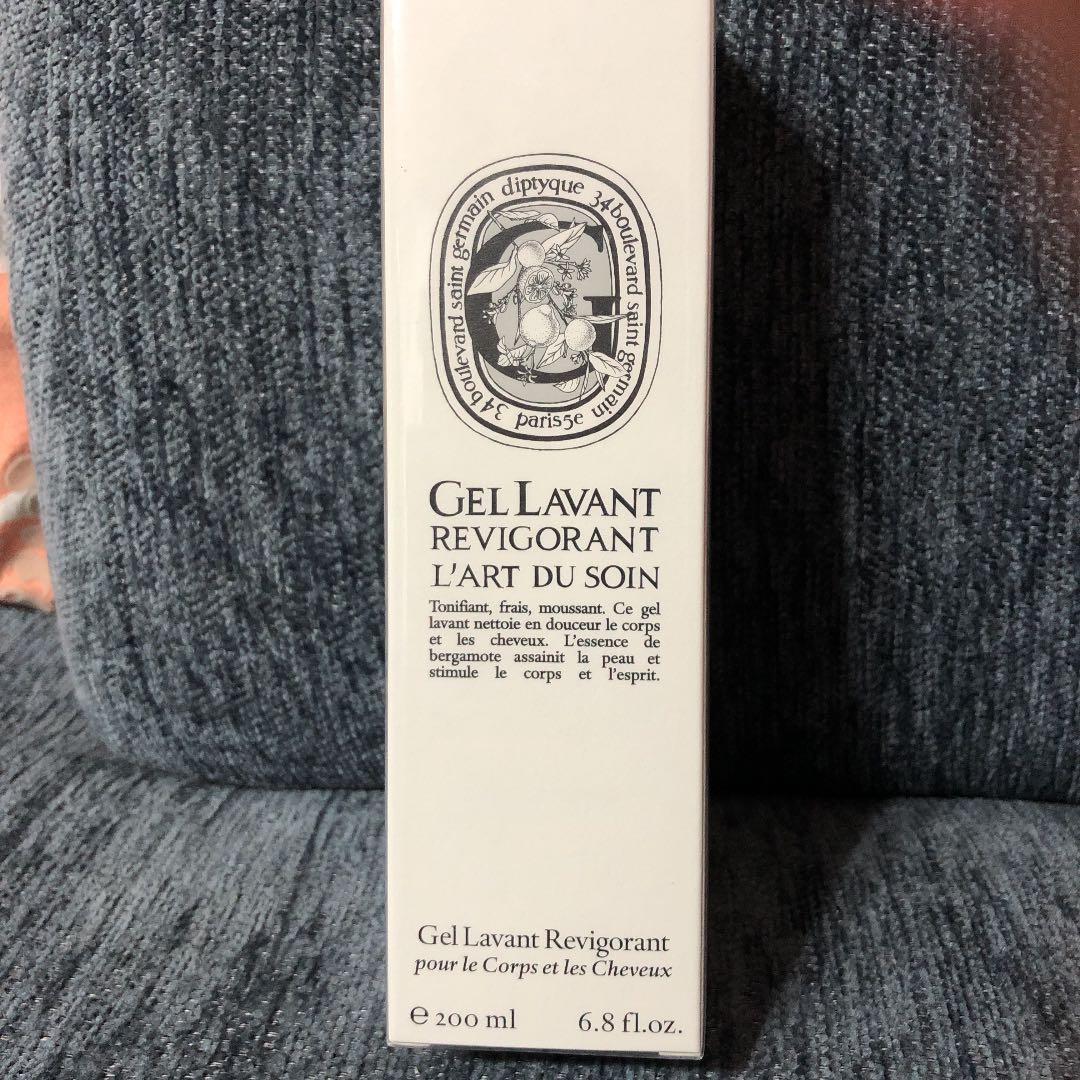 diptyque 34 boulevard saint germain paris5e 34 boulevard saint germain
G
GEL LAVANT
REVIGORANT
L'ART DU SOIN
Tonifiant, frais, moussant. Ce gel
lavant nettoie en douceur le corps
et les cheveux. L'essence de
bergamote assainit la peau et
stimule le corps et l'esprit.
Gel Lavant Revigorant
pour le Corps et les Cheveux
℮ 200 ml 6.8 fl.oz.